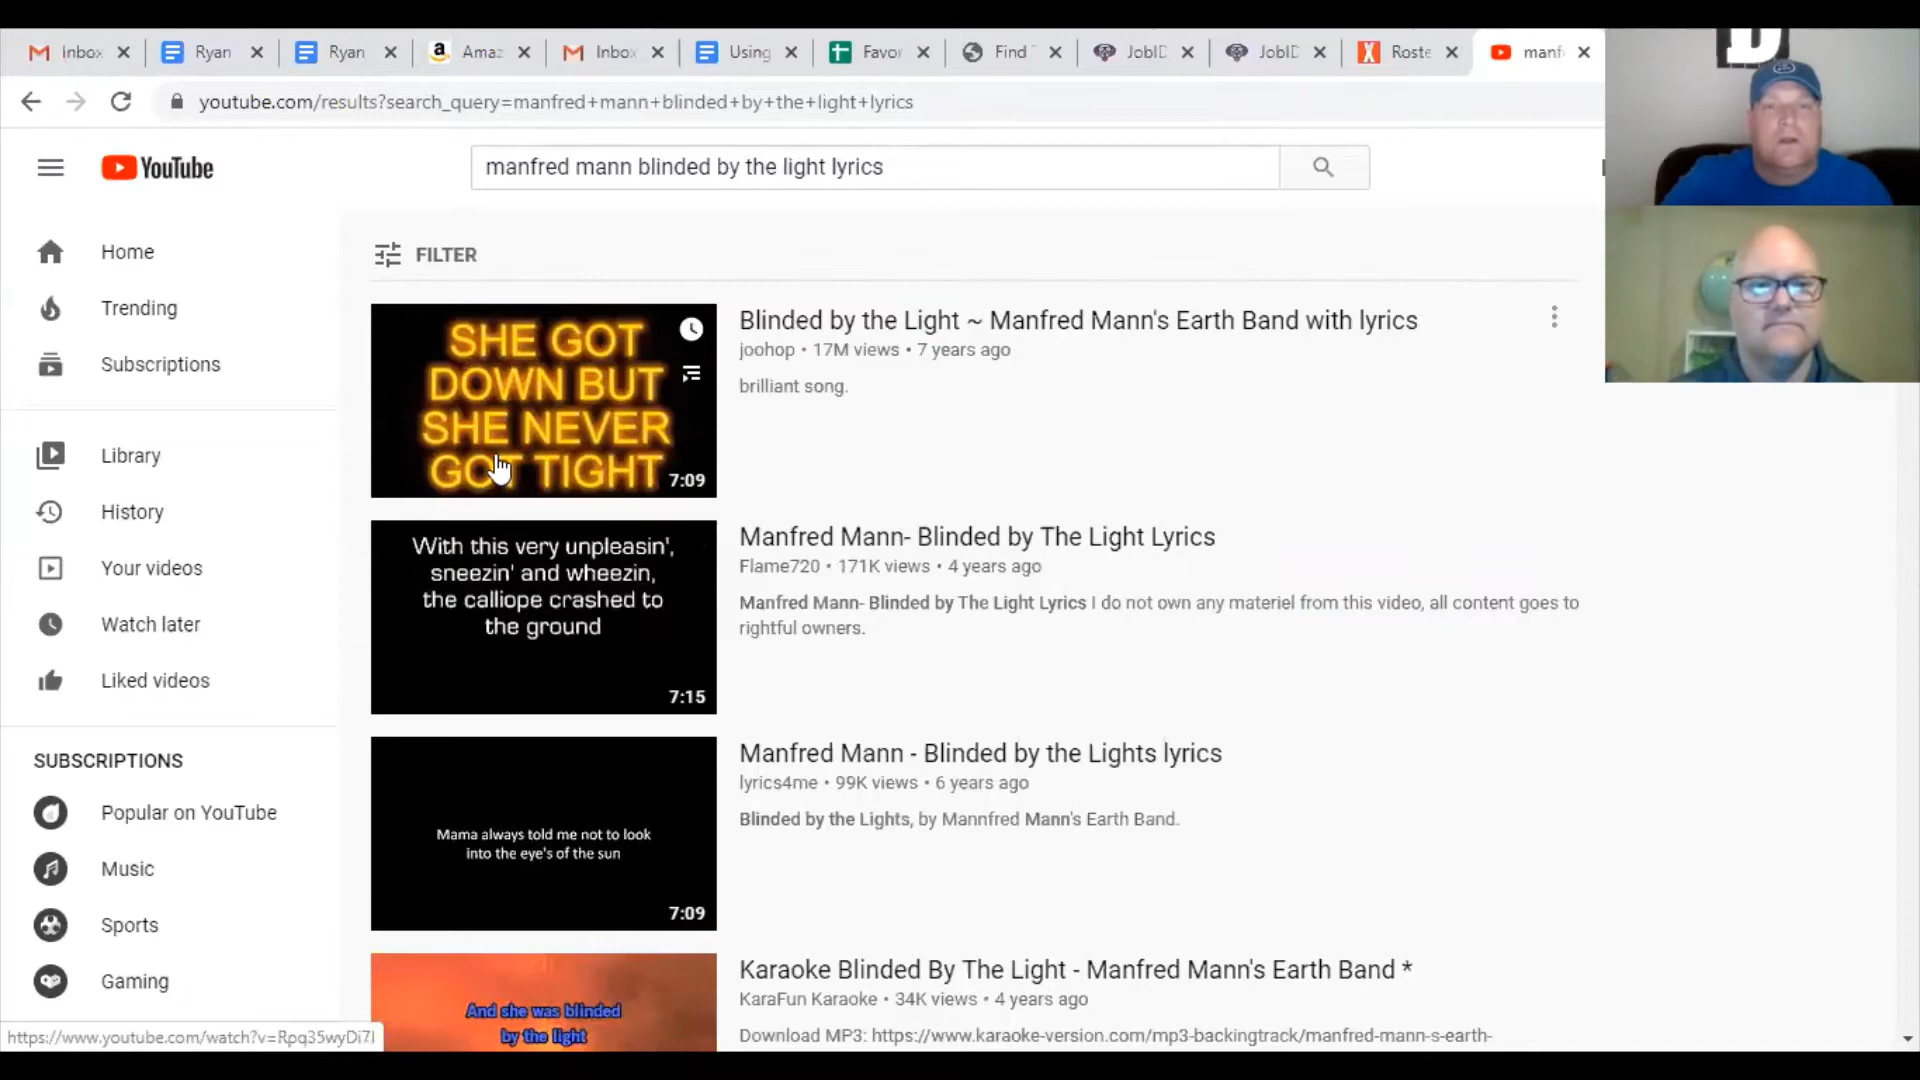 Inbox
Ryan
Ryan
Amaz
Inbox
Using
Favor
Find
JobID
JobID
Roste
manf
youtube.com/results?search_query=manfred+mann+blinded+by+the+light+lyrics
YouTube
manfred mann blinded by the light lyrics
Home
Trending
Subscriptions
Library
History
Your videos
Watch later
Liked videos
SUBSCRIPTIONS
Popular on YouTube
Music
Sports
Gaming
https://www.youtube.com/watch?v=Rpq35wyDi7I
FILTER
SHE GOT
DOWN BUT
SHE NEVER
GOT TIGHT
7:09
Blinded by the Light ~ Manfred Mann's Earth Band with lyrics
joohop • 17M views • 7 years ago
brilliant song.
With this very unpleasin',
sneezin' and wheezin,
the calliope crashed to
the ground
7:15
Manfred Mann- Blinded by The Light Lyrics
Flame720 • 171K views • 4 years ago
Manfred Mann- Blinded by The Light Lyrics I do not own any materiel from this video, all content goes to
rightful owners.
Mama always told me not to look
into the eye's of the sun
7:09
Manfred Mann - Blinded by the Lights lyrics
lyrics4me • 99K views • 6 years ago
Blinded by the Lights, by Mannfred Mann's Earth Band.
And she was blinded
by the light
Karaoke Blinded By The Light - Manfred Mann's Earth Band *
KaraFun Karaoke • 34K views • 4 years ago
Download MP3: https://www.karaoke-version.com/mp3-backingtrack/manfred-mann-s-earth-